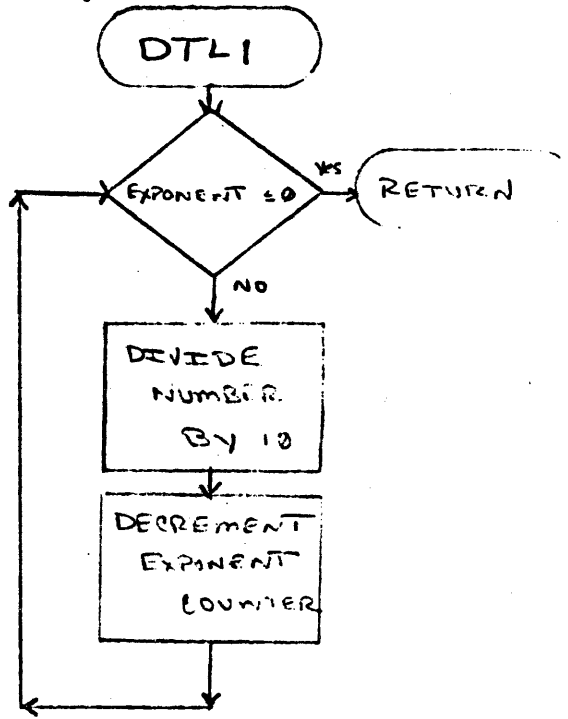 DTL1
EXPONENT ≤0
YES
RETURN
NO
DIVIDE
NUMBER
BY 10
DECREMENT
EXPONENT
COUNTER